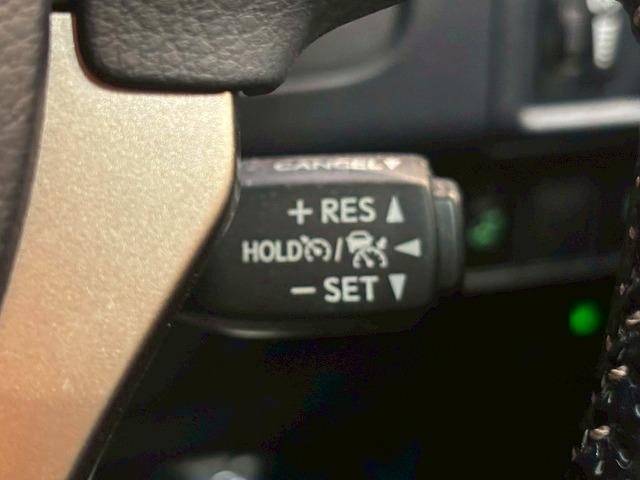 CANCEL
+ RES
HOLD /
− SET